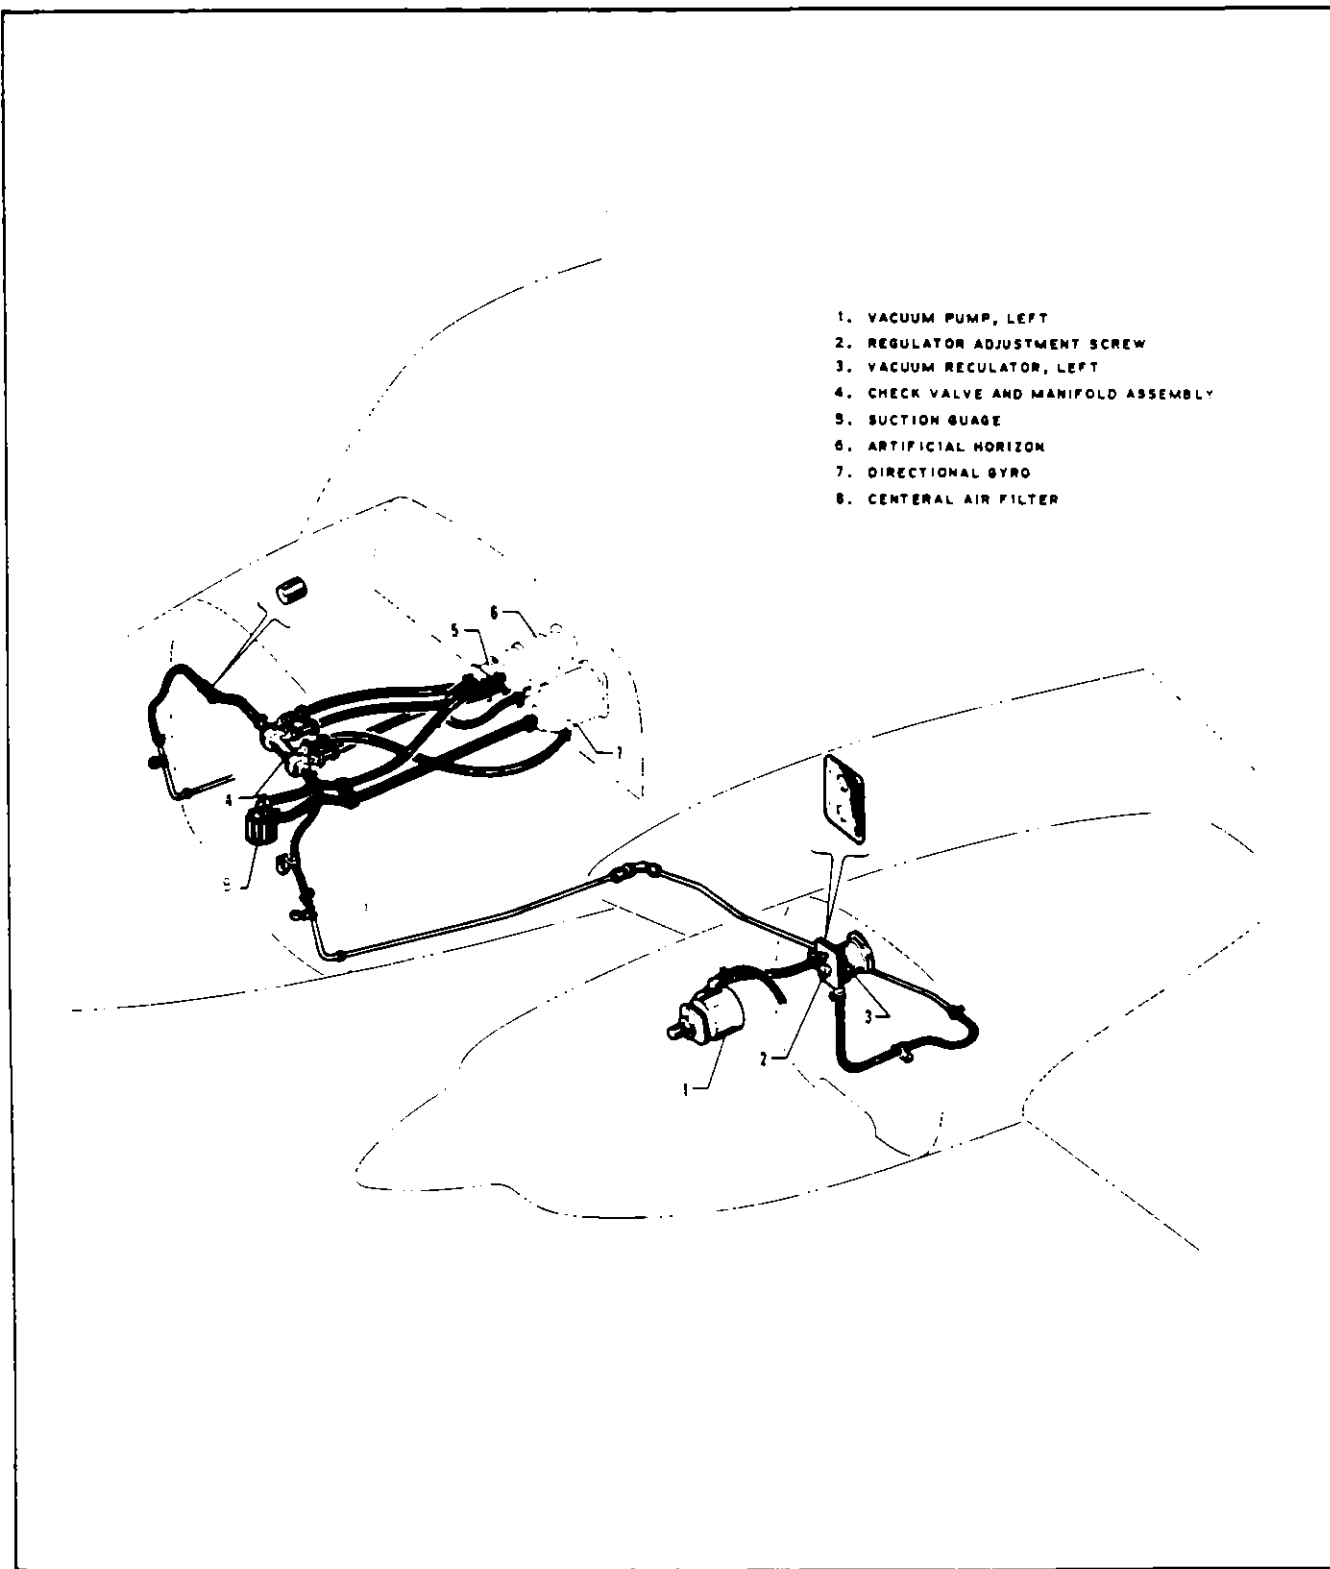 1. VACUUM PUMP, LEFT
2. REGULATOR ADJUSTMENT SCREW
3. VACUUM RECULATOR, LEFT
4. CHECK VALVE AND MANIFOLD ASSEMBLY
5. SUCTION GUAGE
6. ARTIFICIAL HORIZON
7. DIRECTIONAL GYRO
8. CENTERAL AIR FILTER
6
5
7
4
8
3
2
1